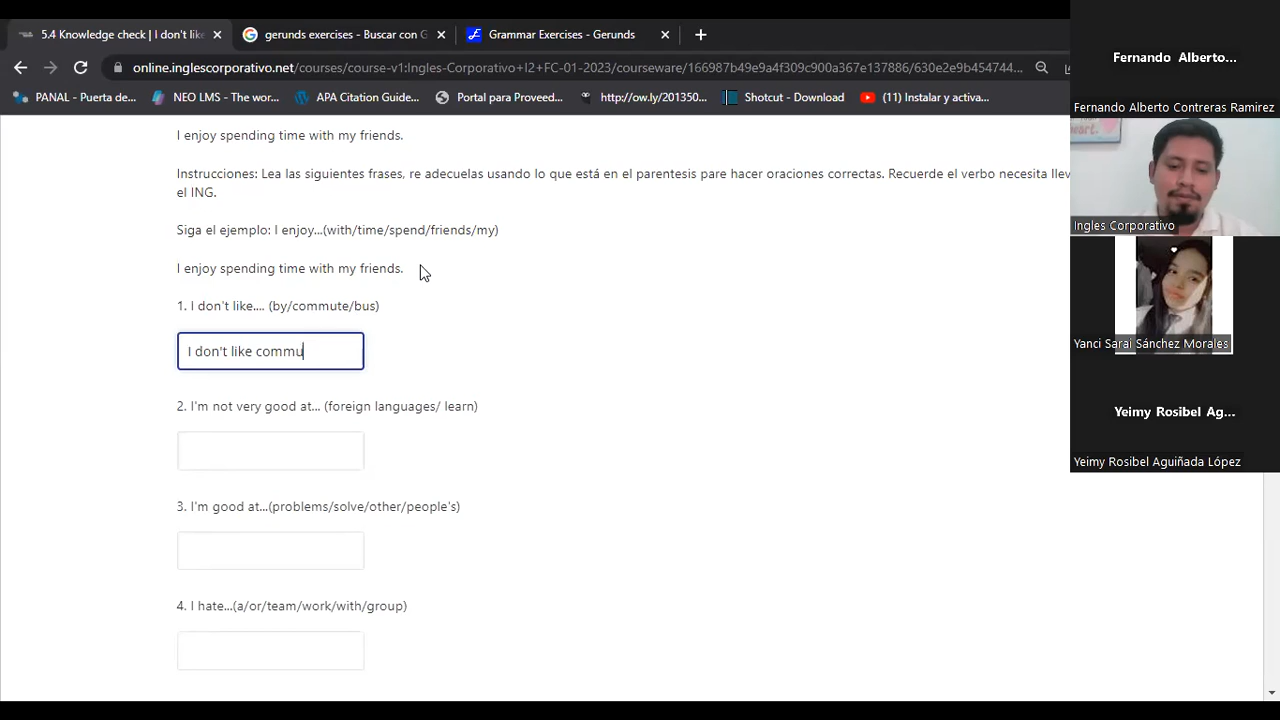 5.4 Knowledge check | I don't like
gerunds exercises - Buscar con G
Grammar Exercises - Gerunds
online.inglescorporativo.net/courses/course-v1:Ingles-Corporativo+I2+FC-01-2023/courseware/166987b49e9a4f309c900a367e137886/630e2e9b454744...
PANAL - Puerta de...
NEO LMS - The wor...
APA Citation Guide...
Portal para Proveed...
http://ow.ly/201350...
Shotcut - Download
(11) Instalar y activa...
I enjoy spending time with my friends.
Instrucciones: Lea las siguientes frases, re adecuelas usando lo que está en el parentesis pare hacer oraciones correctas. Recuerde el verbo necesita lle
el ING.
Siga el ejemplo: I enjoy...(with/time/spend/friends/my)
I enjoy spending time with my friends.
1. I don't like.... (by/commute/bus)
I don't like commu
2. I'm not very good at... (foreign languages/ learn)
3. I'm good at...(problems/solve/other/people's)
4. I hate...(a/or/team/work/with/group)
Fernando Alberto...
Fernando Alberto Contreras Ramirez
Ingles Corporativo
Yanci Sarai Sánchez Morales
Yeimy Rosibel Ag...
Yeimy Rosibel Aguiñada López